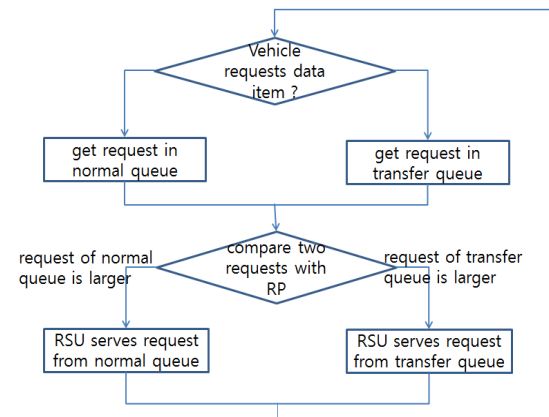 Vehicle
requests data
item ?
get request in
normal queue
get request in
transfer queue
compare two
requests with
RP
request of normal
queue is larger
request of transfer
queue is larger
RSU serves request
from normal queue
RSU serves request
from transfer queue